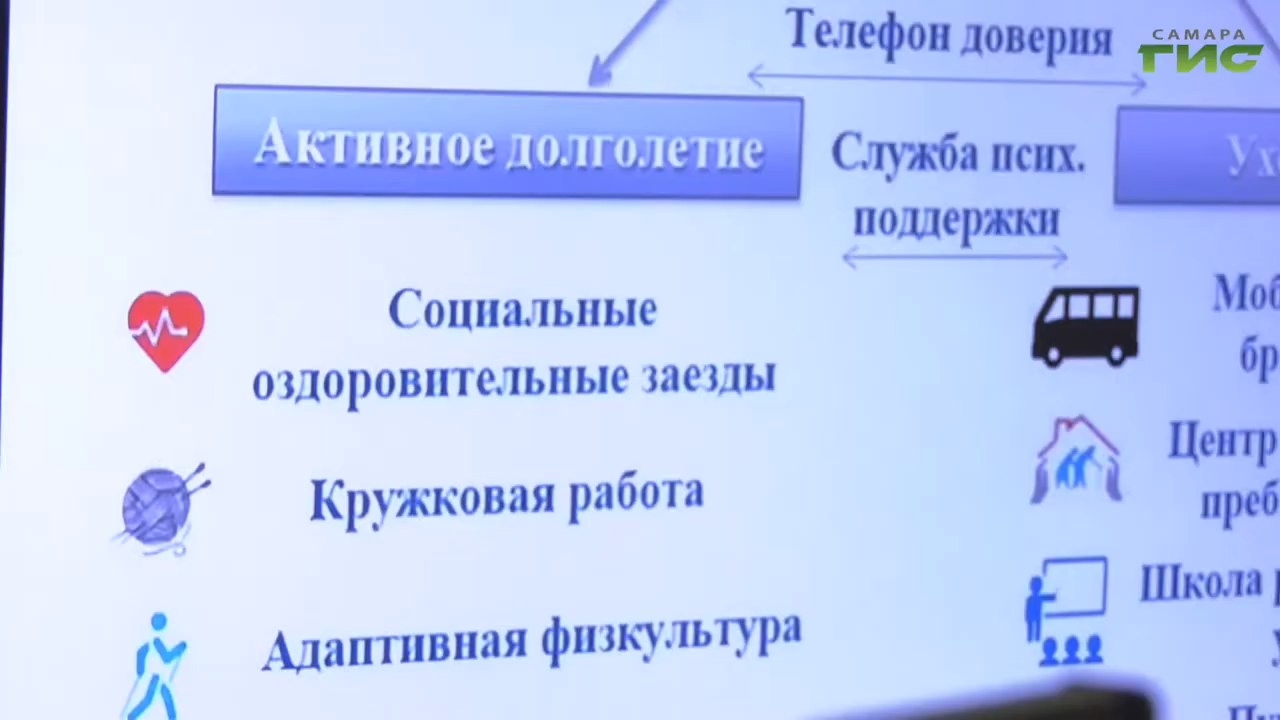 Телефон доверия
САМАРА
ГИС
Активное долголетие
Служба псих.
поддержки
Социальные
оздоровительные заезды
Кружковая работа
Адаптивная физкультура
Центр
Школа